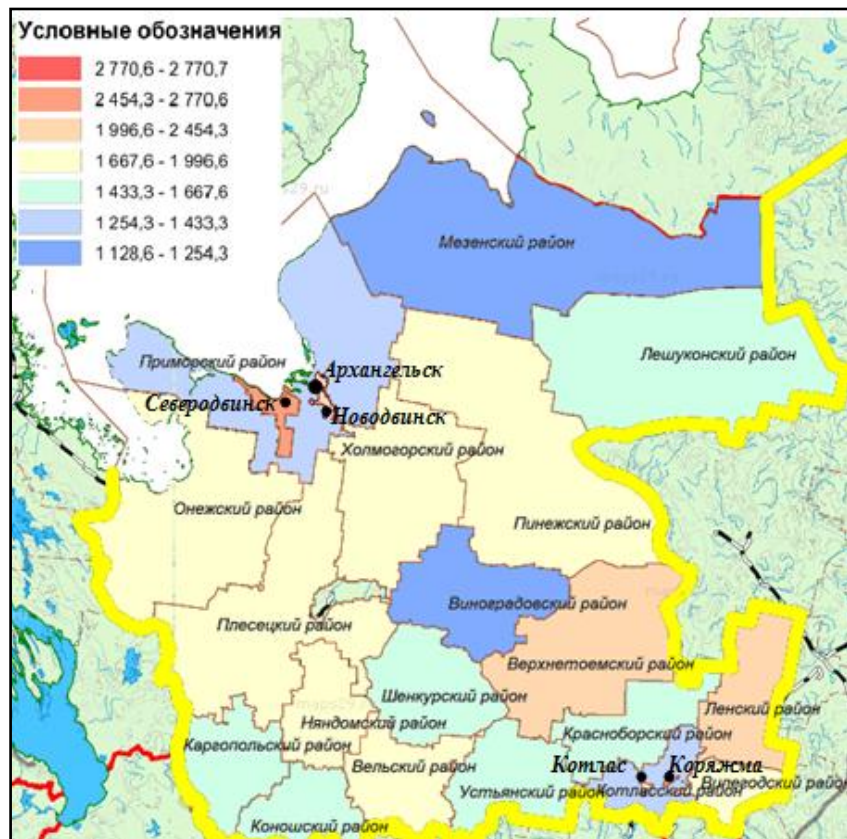 Условные обозначения
2 770,6 - 2 770,7
2 454,3 - 2 770,6
1 996,6 - 2 454,3
1 667,6 - 1 996,6
1 433,3 - 1 667,6
1 254,3 - 1 433,3
1 128,6 - 1 254,3
Мезенский район
Лешуконский район
Приморский район
Архангельск
Северодвинск
Новодвинск
Холмогорский район
Онежский район
Пинежский район
Виноградовский район
Плесецкий район
Верхнетоемский район
Шенкурский район
Ленский район
Няндомский район
Красноборский район
Каргопольский район
Вельский район
Котлас
Коряжма
Устьянский район
Котласский район
Вилегодский район
Коношский район